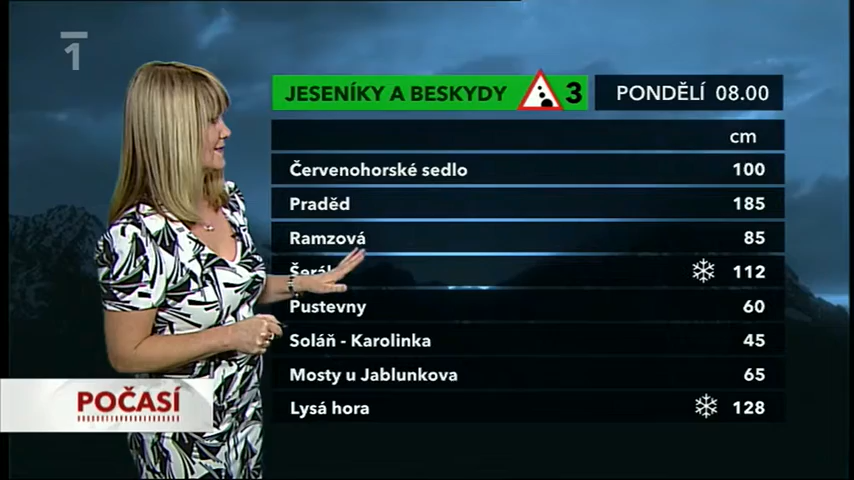 1
JESENÍKY A BESKYDY 3 PONDĚLÍ 08.00
cm
Červenohorské sedlo 100
Praděd 185
Ramzová 85
112
Pustevny 60
Soláň - Karolinka 45
Mosty u Jablunkova 65
Lysá hora 128
POČASÍ